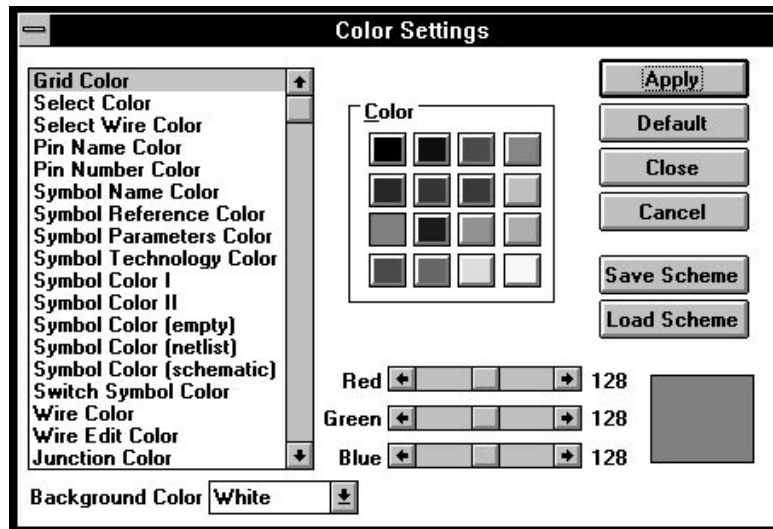 Color Settings
Grid Color
Select Color
Select Wire Color
Pin Name Color
Pin Number Color
Symbol Name Color
Symbol Reference Color
Symbol Parameters Color
Symbol Technology Color
Symbol Color I
Symbol Color II
Symbol Color (empty)
Symbol Color (netlist)
Symbol Color (schematic)
Switch Symbol Color
Wire Color
Wire Edit Color
Junction Color
Background Color White
Color
Red 128
Green 128
Blue 128
Apply
Default
Close
Cancel
Save Scheme
Load Scheme